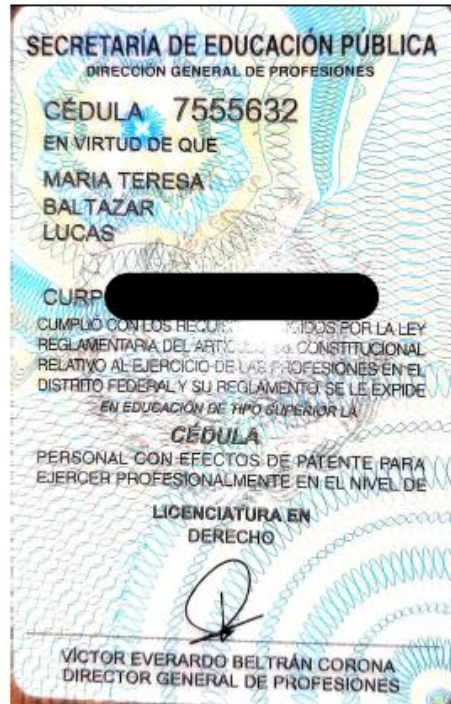 SECRETARÍA DE EDUCACIÓN PÚBLICA
DIRECCIÓN GENERAL DE PROFESIONES
CÉDULA 7555632
EN VIRTUD DE QUE
MARIA TERESA
BALTAZAR
LUCAS
CURP
CUMPLIO CON LOS POR LA LEY
REGLAMENTARIA DEL CONSTITUCIONAL
RELATIVO AL EJERCICIO DE LAS PROFESIONES EN EL
DISTRITO FEDERAL Y SU REGLAMENTO, SE LE EXPIDE
EN EDUCACIÓN DE TIPO SUPERIOR LA
CÉDULA
PERSONAL CON EFECTOS DE PATENTE PARA
EJERCER PROFESIONALMENTE EN EL NIVEL DE
LICENCIATURA EN
DERECHO
VÍCTOR EVERARDO BELTRÁN CORONA
DIRECTOR GENERAL DE PROFESIONES